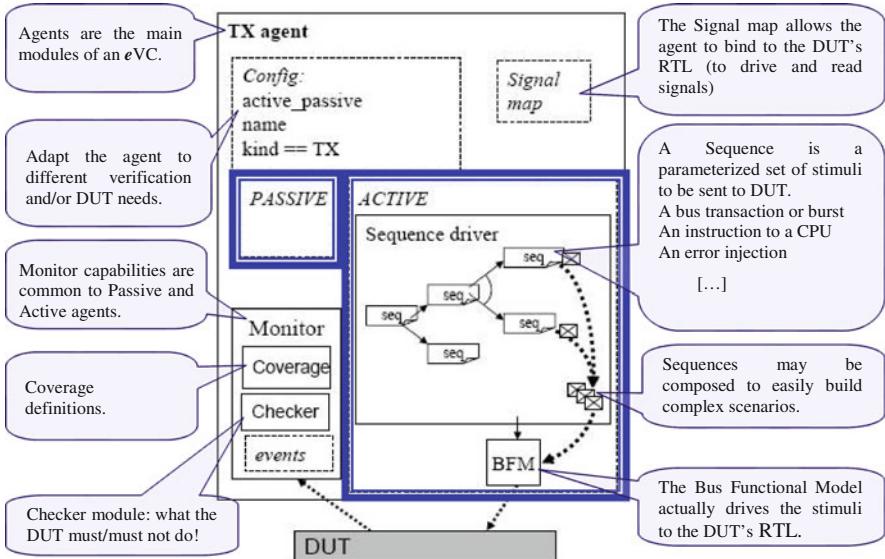 Agents are the main
modules of an eVC.
TX agent
Config:
active_passive
name
kind == TX
Signal
map
The Signal map allows the
agent to bind to the DUT's
RTL (to drive and read
signals)
Adapt the agent to
different verification
and/or DUT needs.
PASSIVE
ACTIVE
Sequence driver
seq
seq
seq
seq
seq
A Sequence is a
parameterized set of stimuli
to be sent to DUT.
A bus transaction or burst
An instruction to a CPU
An error injection
[...]
Monitor capabilities are
common to Passive and
Active agents.
Monitor
Coverage
Checker
events
Coverage
definitions.
Sequences may be
composed to easily build
complex scenarios.
BFM
Checker module: what the
DUT must/must not do!
The Bus Functional Model
actually drives the stimuli
to the DUT's RTL.
DUT